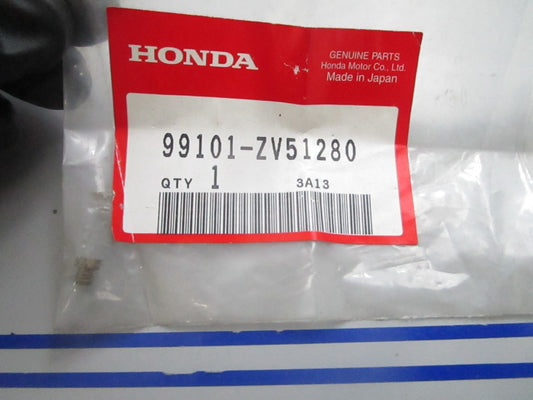 HONDA
GENUINE PARTS
Honda Motor Co., Ltd.
Made in Japan
99101-ZV51280
QTY 1 3A13